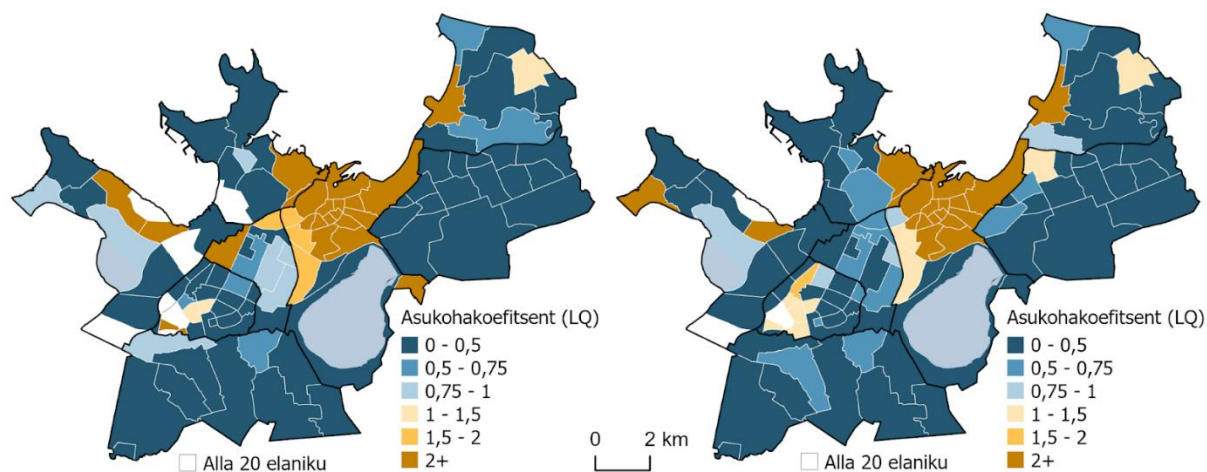 Asukohakoefitsent (LQ)
0 - 0,5
0,5 - 0,75
0,75 - 1
1 - 1,5
1,5 - 2
2+
Alla 20 elaniku
0 2 km
Asukohakoefitsent (LQ)
0 - 0,5
0,5 - 0,75
0,75 - 1
1 - 1,5
1,5 - 2
2+
Alla 20 elaniku